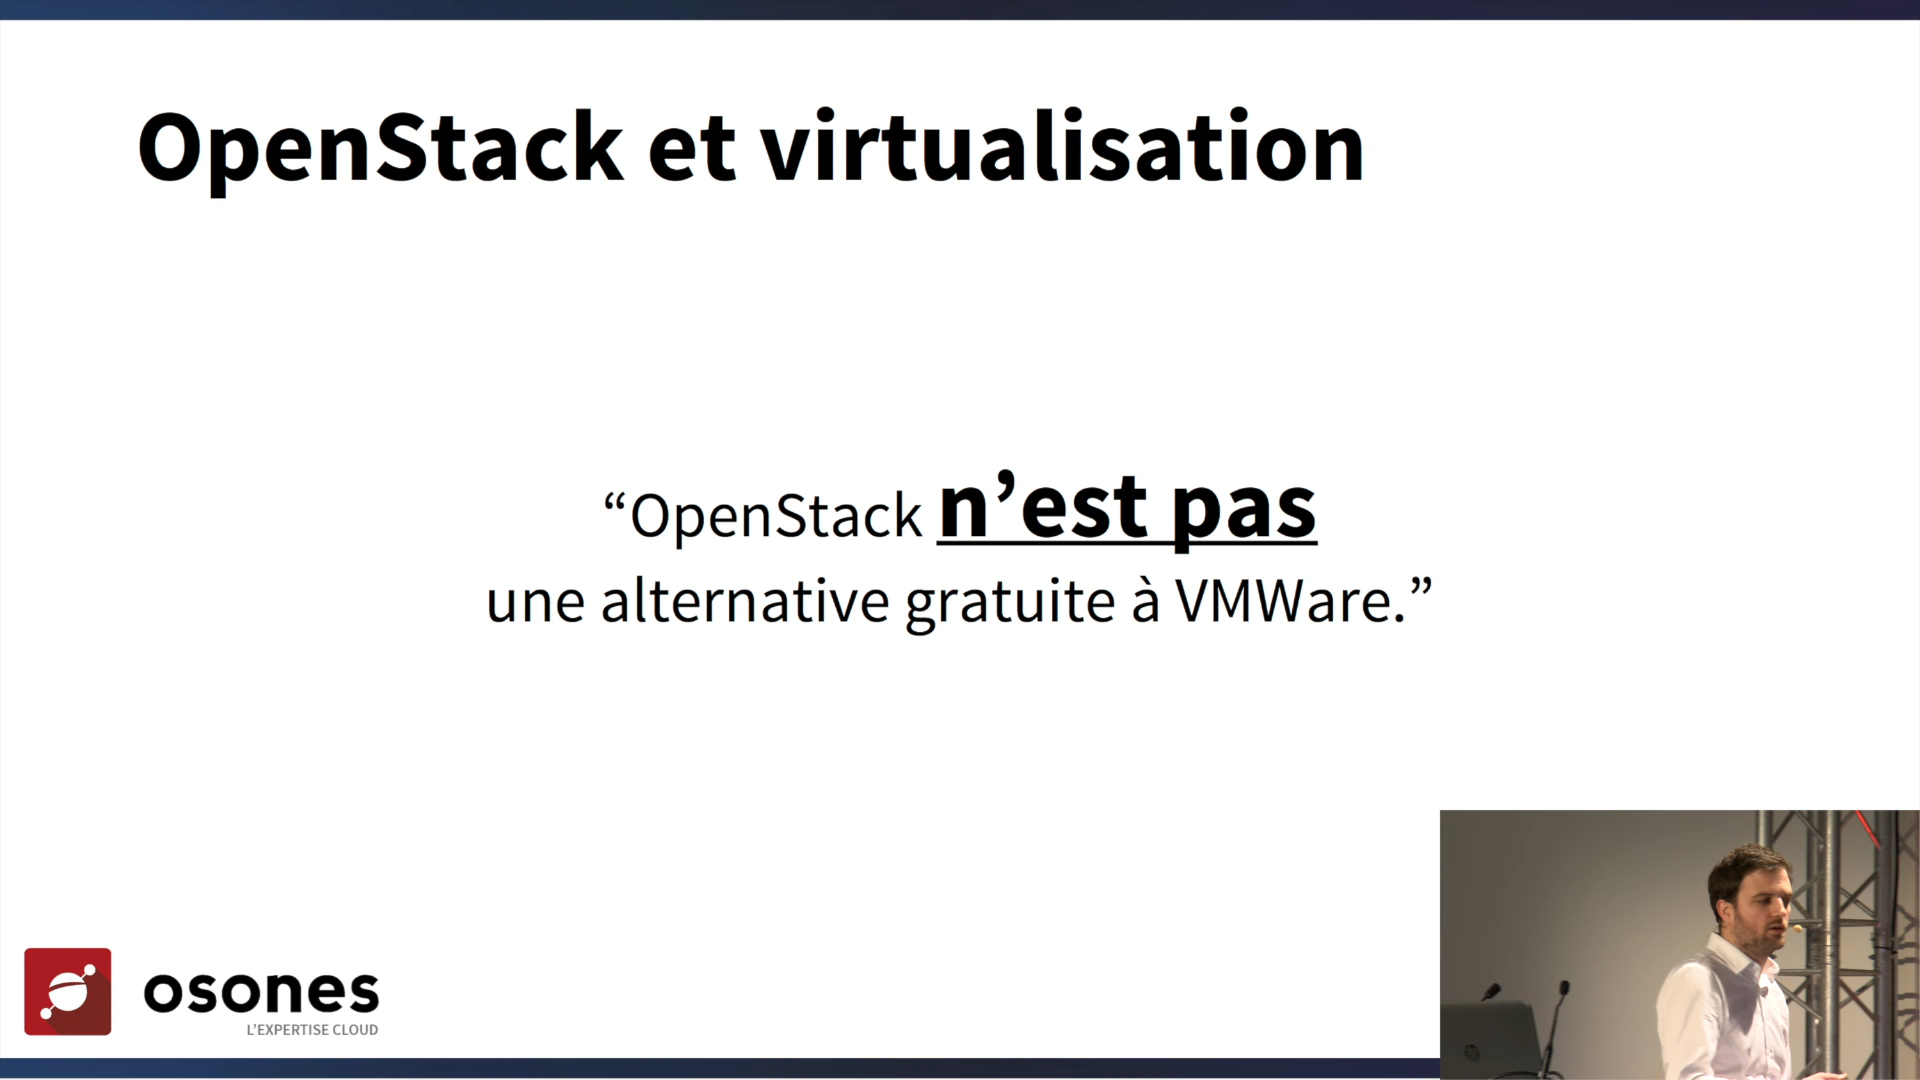 OpenStack et virtualisation
“OpenStack n’est pas
une alternative gratuite à VMWare.”
osones
L’EXPERTISE CLOUD